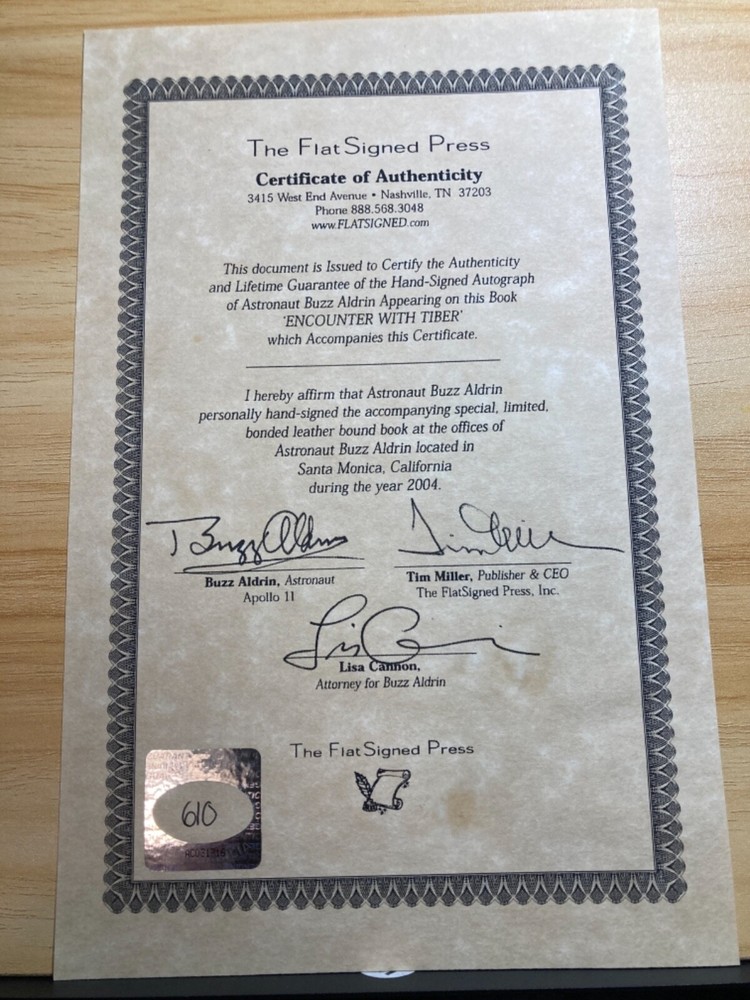 The FlatSigned Press
Certificate of Authenticity
3415 West End Avenue • Nashville, TN 37203
Phone 888.568.3048
www.FLATSIGNED.com
This document is Issued to Certify the Authenticity
and Lifetime Guarantee of the Hand-Signed Autograph
of Astronaut Buzz Aldrin Appearing on this Book
'ENCOUNTER WITH TIBER'
which Accompanies this Certificate.
I hereby affirm that Astronaut Buzz Aldrin
personally hand-signed the accompanying special, limited,
bonded leather bound book at the offices of
Astronaut Buzz Aldrin located in
Santa Monica, California
during the year 2004.
Buzz Aldrin
Buzz Aldrin, Astronaut
Apollo 11
Tim Miller, Publisher & CEO
The FlatSigned Press, Inc.
Lisa Cannon,
Attorney for Buzz Aldrin
The FlatSigned Press
610